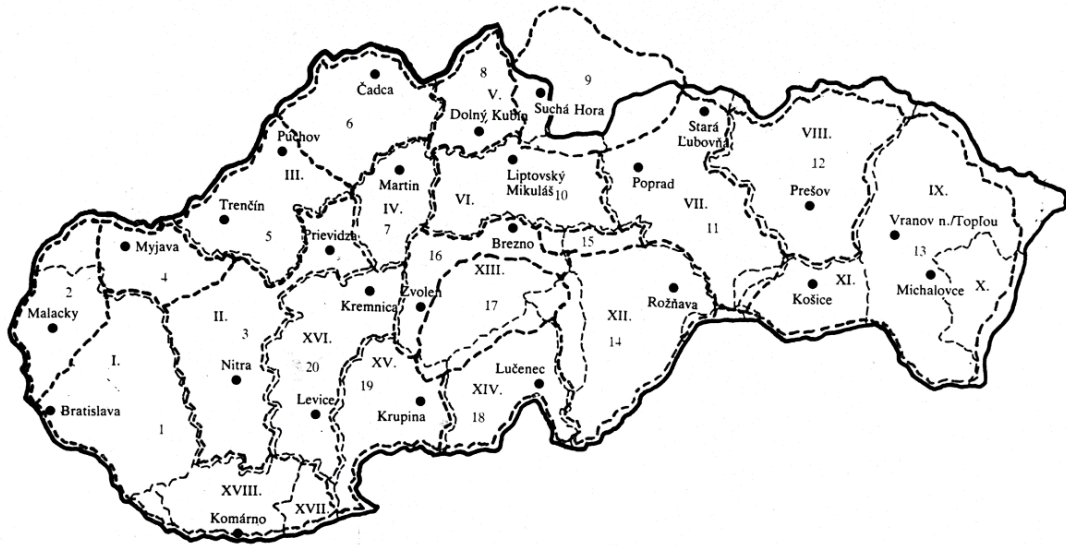 8
V.
9
Čadca
Suchá Hora
Dolný Kubín
6
Stará
Ľubovňa
VIII.
Púchov
12
Liptovský
Mikuláš
Martin
III.
Poprad
IX.
VI.
10
VII.
Prešov
IV.
Trenčín
Vranov n./Topľou
7
5
11
Prievidza
Brezno
15
13
Myjava
16
XIII.
4
2
XI.
Michalovce
X.
Kremnica
Zvolen
17
Rožňava
Košice
Malacky
II.
3
XII.
XVI.
14
I.
XV.
20
Lučenec
Nitra
19
XIV.
Levice
Krupina
Bratislava
18
1
XVIII.
XVII.
Komárno